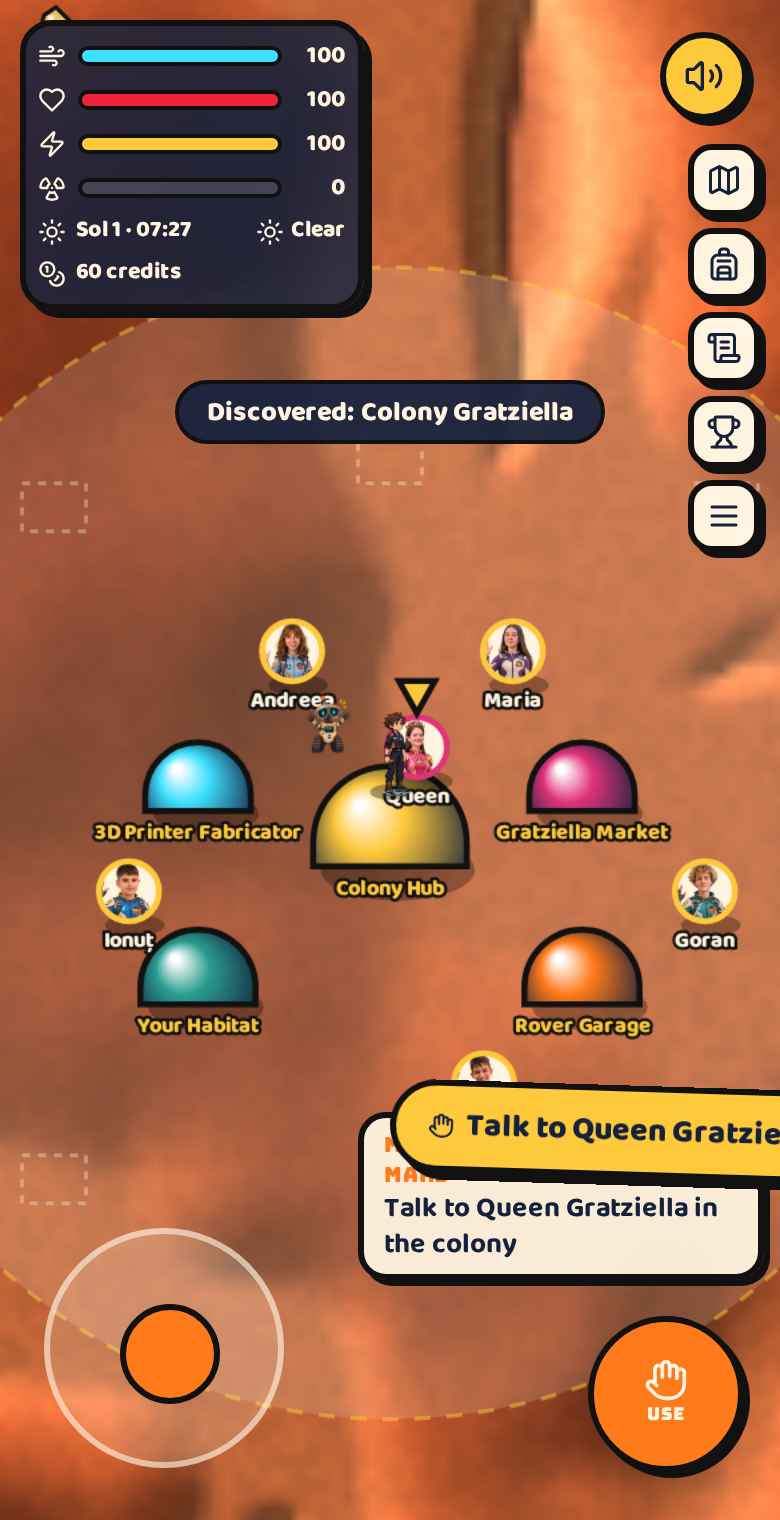 100
100
100
0
Sol 1 · 07:27
Clear
60 credits
Discovered: Colony Gratziella
Andreea
Maria
Queen
3D Printer Fabricator
Gratziella Market
Colony Hub
Ionuț
Goran
Your Habitat
Rover Garage
Talk to Queen
Talk to Queen Gratziella in
the colony
USE